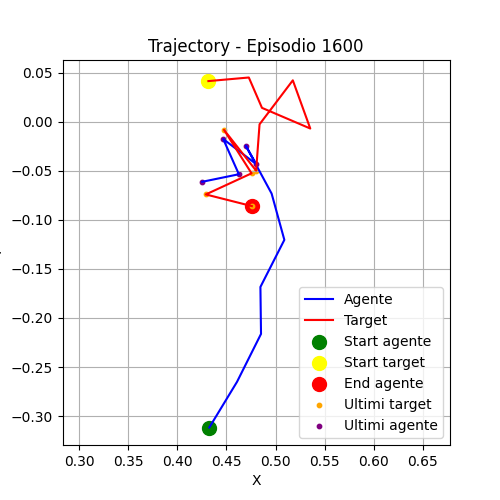 Trajectory - Episodio 1600
0.05
0.00
−0.05
−0.10
−0.15
−0.20
−0.25
−0.30
Agente
Target
Start agente
Start target
End agente
Ultimi target
Ultimi agente
0.30 0.35 0.40 0.45 0.50 0.55 0.60 0.65
X